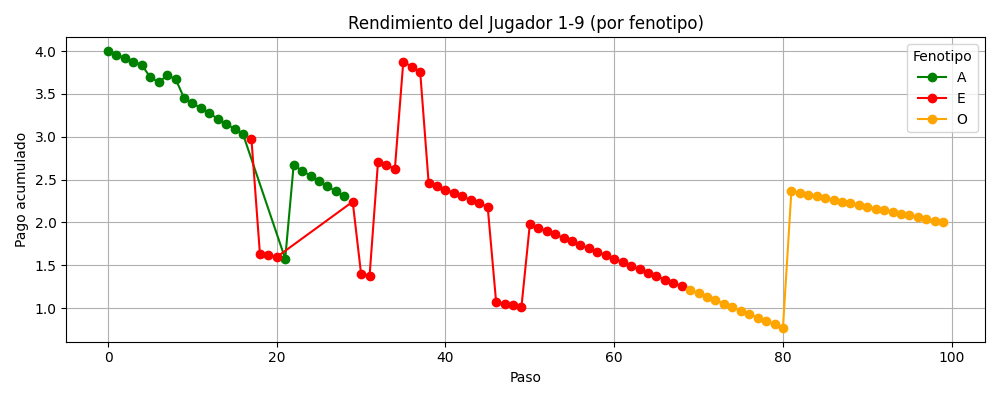 Rendimiento del Jugador 1-9 (por fenotipo)
Pago acumulado
4.0
3.5
3.0
2.5
2.0
1.5
1.0
Fenotipo
A
E
O
0
20
40
60
80
100
Paso